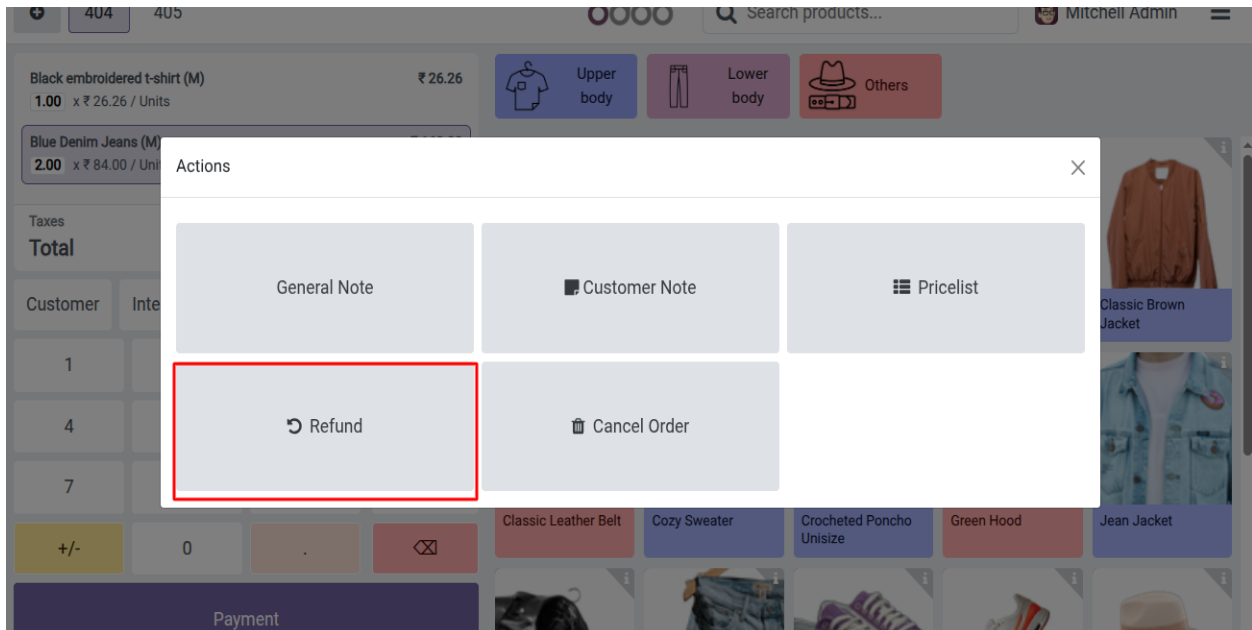 404
405
Search products...
Mitchell Admin
Black embroidered t-shirt (M)
₹ 26.26
1.00 x ₹ 26.26 / Units
Blue Denim Jeans (M)
2.00 x ₹ 84.00 / Uni
Taxes
Total
Customer
Inte
1
4
7
+/-
0
.
Payment
Upper
body
Lower
body
Others
Actions
General Note
Customer Note
Pricelist
Refund
Cancel Order
Classic Brown
Jacket
Classic Leather Belt
Cozy Sweater
Crocheted Poncho
Unisize
Green Hood
Jean Jacket